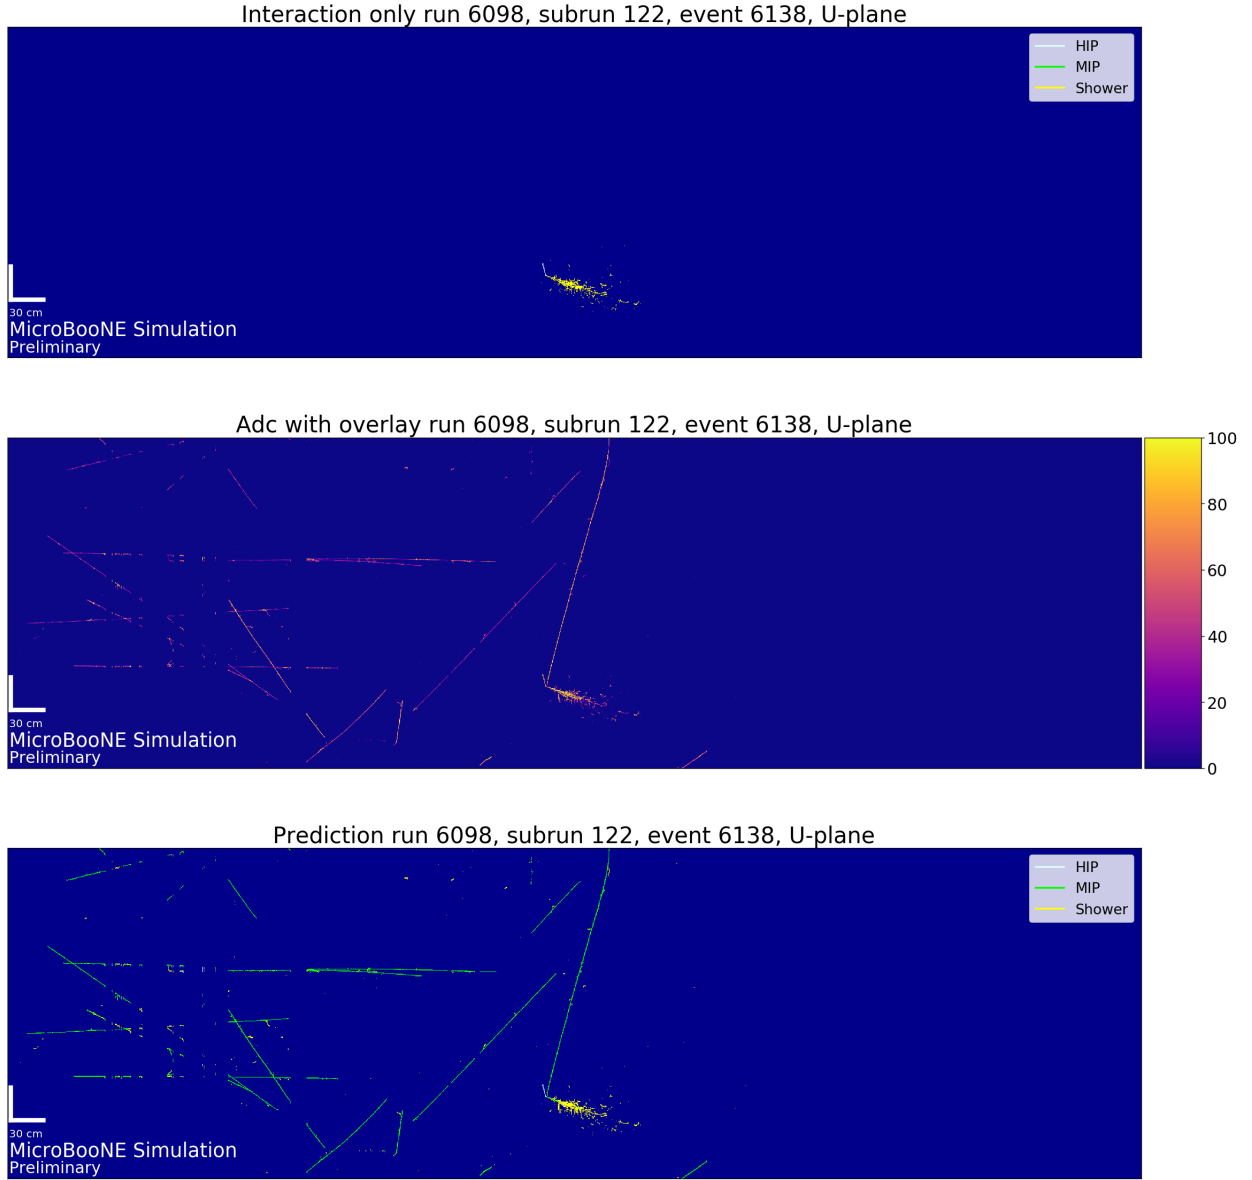 Interaction only run 6098, subrun 122, event 6138, U-plane
HIP
MIP
Shower
30 cm
MicroBooNE Simulation
Preliminary
Adc with overlay run 6098, subrun 122, event 6138, U-plane
100
80
60
40
20
0
30 cm
MicroBooNE Simulation
Preliminary
Prediction run 6098, subrun 122, event 6138, U-plane
HIP
MIP
Shower
30 cm
MicroBooNE Simulation
Preliminary